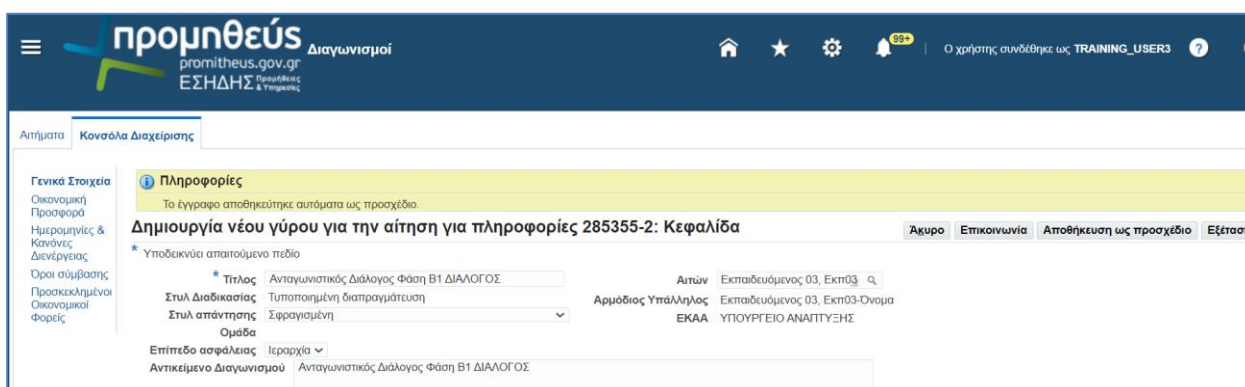 προμηθεύς Διαγωνισμοί 99+ Ο χρήστης συνδέθηκε ως TRAINING_USER3 ?
promitheus.gov.gr
ΕΣΗΔΗΣ Προμήθειες & Υπηρεσίες
Αιτήματα Κονσόλα Διαχείρισης
Γενικά Στοιχεία
Οικονομική
Προσφορά
Ημερομηνίες &
Κανόνες
Διενέργειας
Όροι σύμβασης
Προσκεκλημένοι
Οικονομικοί
Φορείς
Πληροφορίες
Το έγγραφο αποθηκεύτηκε αυτόματα ως προσχέδιο.
Δημιουργία νέου γύρου για την αίτηση για πληροφορίες 285355-2: Κεφαλίδα Άκυρο Επικοινωνία Αποθήκευση ως προσχέδιο
* Υποδεικνύει απαιτούμενο πεδίο
* Τίτλος Ανταγωνιστικός Διάλογος Φάση Β1 ΔΙΑΛΟΓΟΣ Αιτών Εκπαιδευόμενος 03, Εκπ03
Στυλ Διαδικασίας Τυποποιημένη διαπραγμάτευση Αρμόδιος Υπάλληλος Εκπαιδευόμενος 03, Εκπ03-Όνομα
Στυλ απάντησης Σφραγισμένη ΕΚΑΑ ΥΠΟΥΡΓΕΙΟ ΑΝΑΠΤΥΞΗΣ
Ομάδα
Επίπεδο ασφάλειας Ιεραρχία
Αντικείμενο Διαγωνισμού Ανταγωνιστικός Διάλογος Φάση Β1 ΔΙΑΛΟΓΟΣ